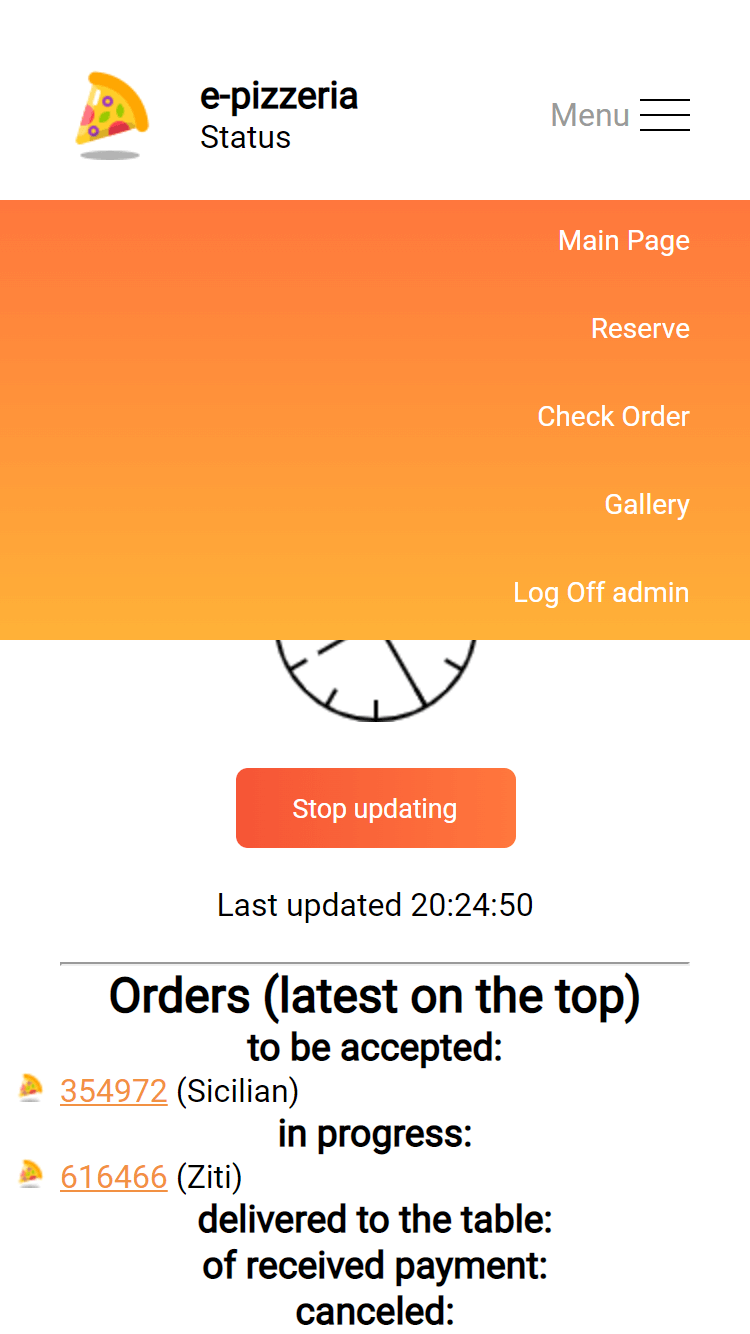 e-pizzeria
Status
Menu
Main Page
Reserve
Check Order
Gallery
Log Off admin
Stop updating
Last updated 20:24:50
Orders (latest on the top)
to be accepted:
354972 (Sicilian)
in progress:
616466 (Ziti)
delivered to the table:
of received payment:
canceled: